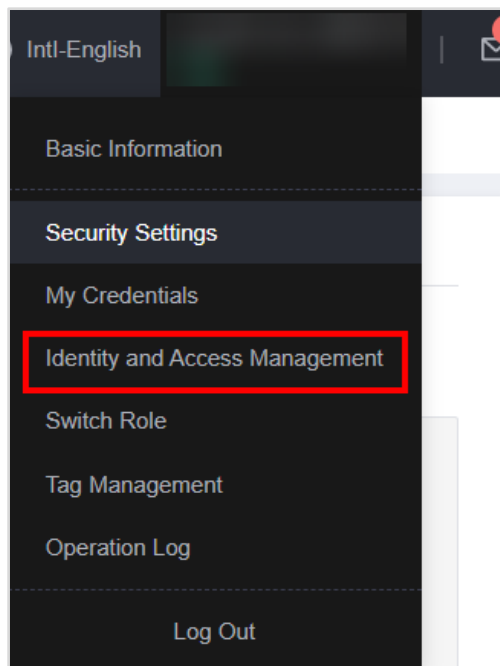 Intl-English
Basic Information
Security Settings
My Credentials
Identity and Access Management
Switch Role
Tag Management
Operation Log
Log Out